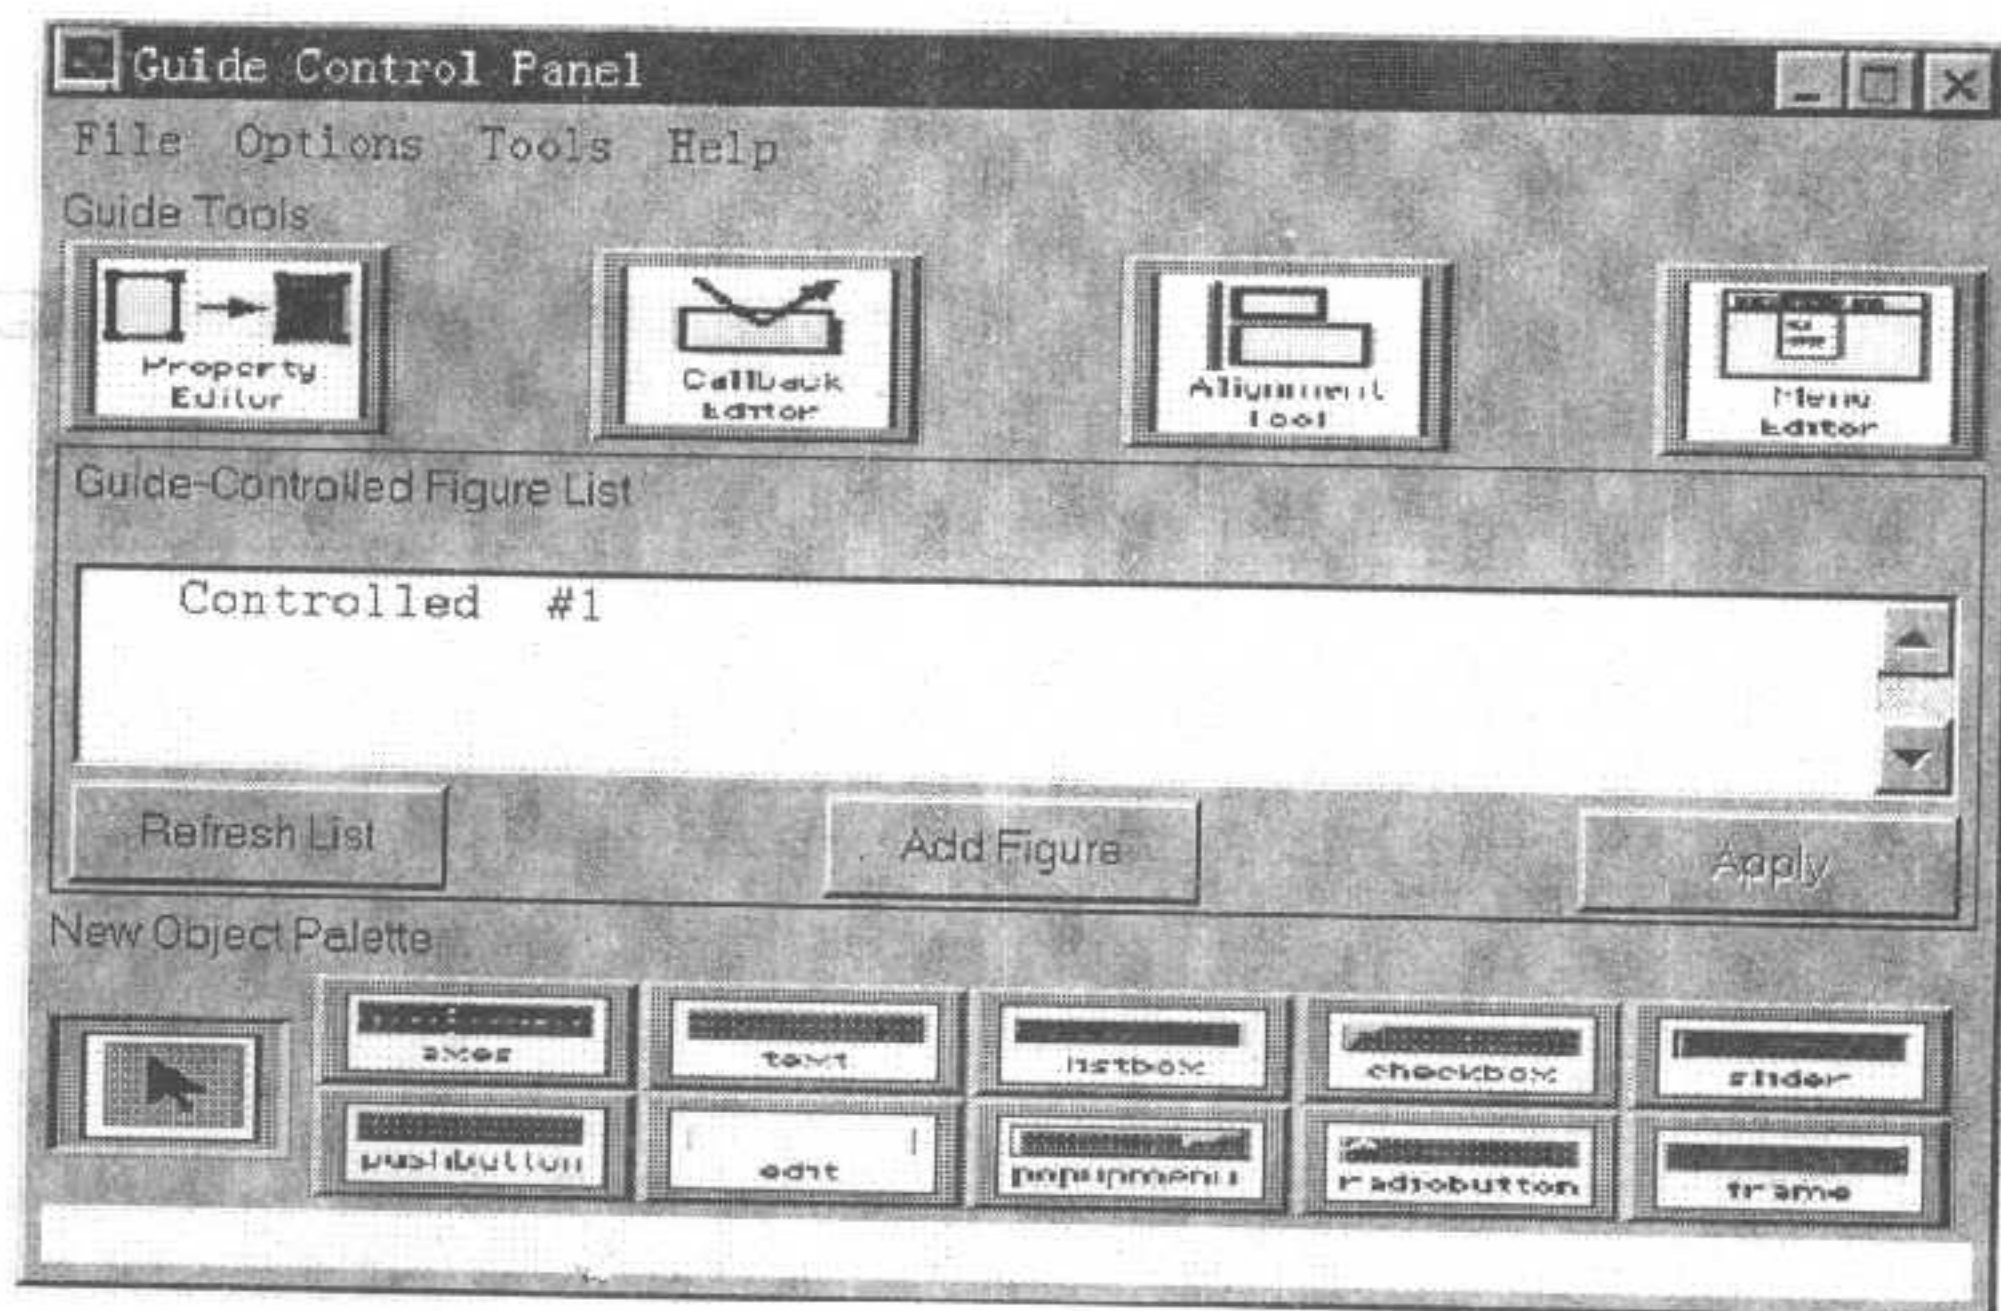 Guide Control Panel
File Options Tools Help
Guide Tools
Property
Editor
Callback
Editor
Alignment
Tool
Menu
Editor
Guide-Controlled Figure List
Controlled #1
Refresh List
Add Figure
Apply
New Object Palette
axes
text
listbox
checkbox
slider
pushbutton
edit
popupmenu
radiobutton
frame